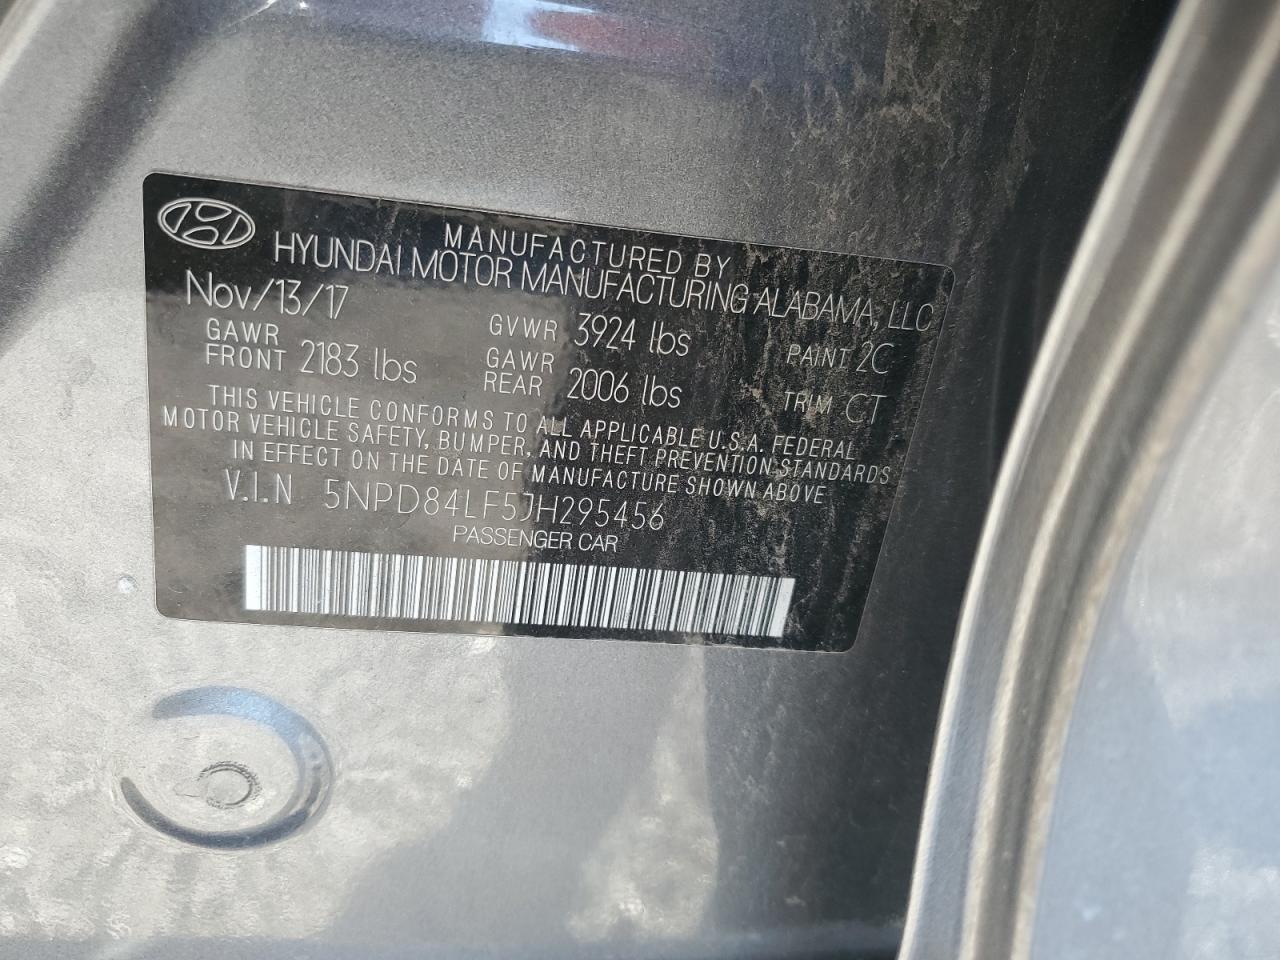 MANUFACTURED BY
HYUNDAI MOTOR MANUFACTURING ALABAMA, LLC
Nov/13/17 GVWR 3924 lbs PAINT 2C
GAWR FRONT 2183 lbs GAWR REAR 2006 lbs TRIM CT
THIS VEHICLE CONFORMS TO ALL APPLICABLE U.S.A. FEDERAL
MOTOR VEHICLE SAFETY, BUMPER, AND THEFT PREVENTION STANDARDS
IN EFFECT ON THE DATE OF MANUFACTURE SHOWN ABOVE
V.I.N 5NPD84LF5JH295456
PASSENGER CAR